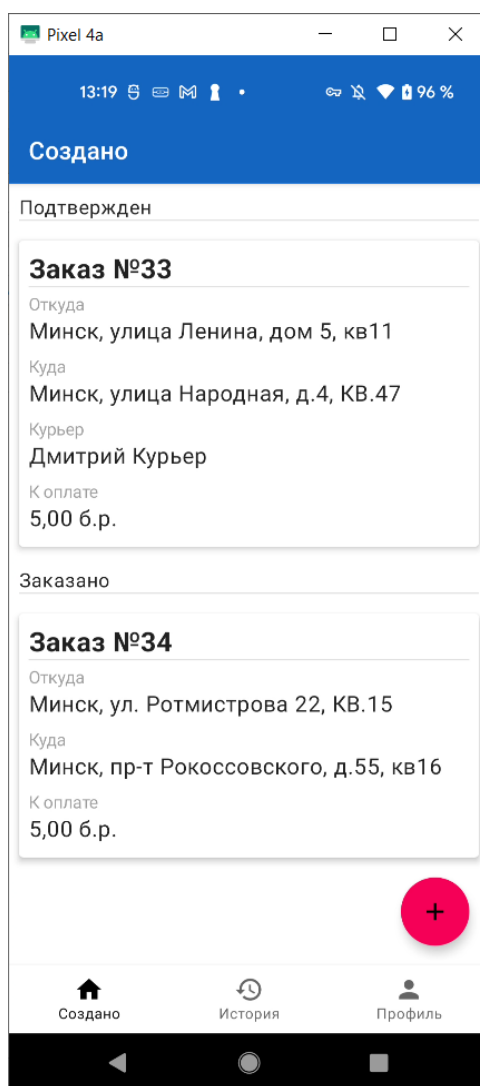 Pixel 4a
13:19 96 %
Создано
Подтвержден
Заказ №33
Откуда
Минск, улица Ленина, дом 5, кв11
Куда
Минск, улица Народная, д.4, КВ.47
Курьер
Дмитрий Курьер
К оплате
5,00 б.р.
Заказано
Заказ №34
Откуда
Минск, ул. Ротмистрова 22, КВ.15
Куда
Минск, пр-т Рокоссовского, д.55, кв16
К оплате
5,00 б.р.
+
Создано История Профиль